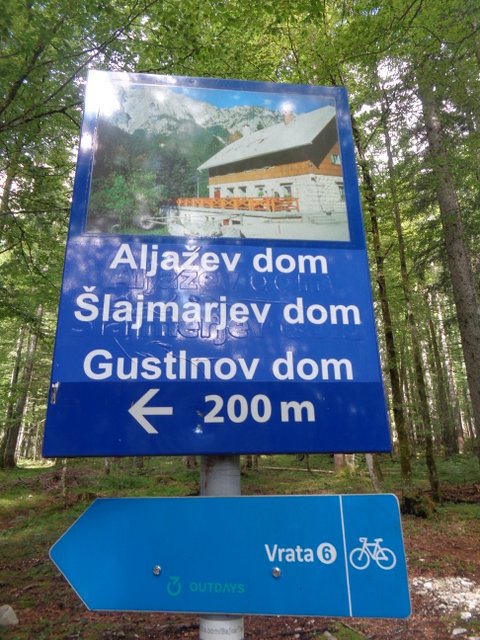 Aljažev dom
Šlajmarjev dom
Gustlnov dom
← 200 m
Vrata 6
OUTDAYS